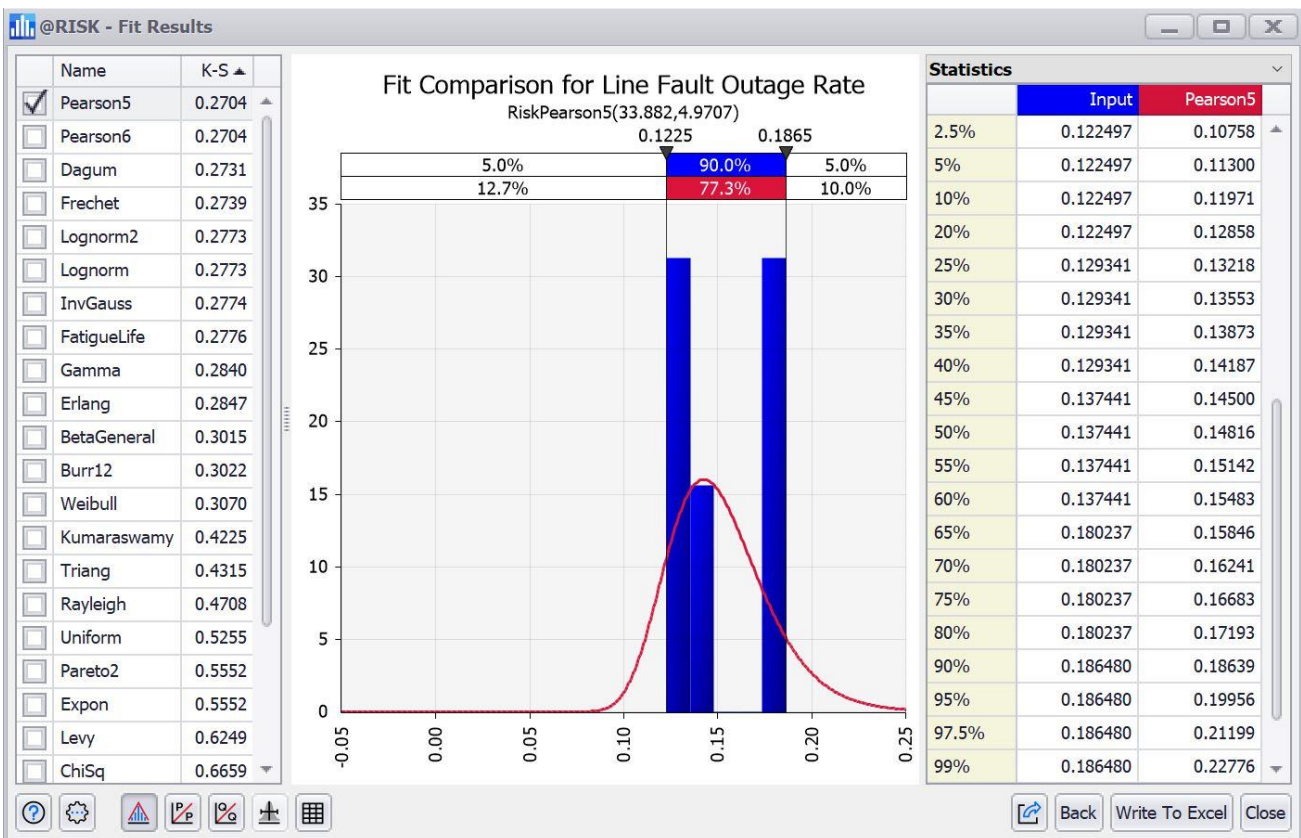 @RISK - Fit Results
Name K-S
Pearson5 0.2704
Pearson6 0.2704
Dagum 0.2731
Frechet 0.2739
Lognorm2 0.2773
Lognorm 0.2773
InvGauss 0.2774
FatigueLife 0.2776
Gamma 0.2840
Erlang 0.2847
BetaGeneral 0.3015
Burr12 0.3022
Weibull 0.3070
Kumaraswamy 0.4225
Triang 0.4315
Rayleigh 0.4708
Uniform 0.5255
Pareto2 0.5552
Expon 0.5552
Levy 0.6249
ChiSq 0.6659
Fit Comparison for Line Fault Outage Rate
RiskPearson5(33.882,4.9707)
0.1225 0.1865
5.0% 90.0% 5.0%
12.7% 77.3% 10.0%
35
30
25
20
15
10
5
0
-0.05 0.00 0.05 0.10 0.15 0.20 0.25
Statistics
Input Pearson5
2.5% 0.122497 0.10758
5% 0.122497 0.11300
10% 0.122497 0.11971
20% 0.122497 0.12858
25% 0.129341 0.13218
30% 0.129341 0.13553
35% 0.129341 0.13873
40% 0.129341 0.14187
45% 0.137441 0.14500
50% 0.137441 0.14816
55% 0.137441 0.15142
60% 0.137441 0.15483
65% 0.180237 0.15846
70% 0.180237 0.16241
75% 0.180237 0.16683
80% 0.180237 0.17193
90% 0.186480 0.18639
95% 0.186480 0.19956
97.5% 0.186480 0.21199
99% 0.186480 0.22776
? P P Q Q Back Write To Excel Close